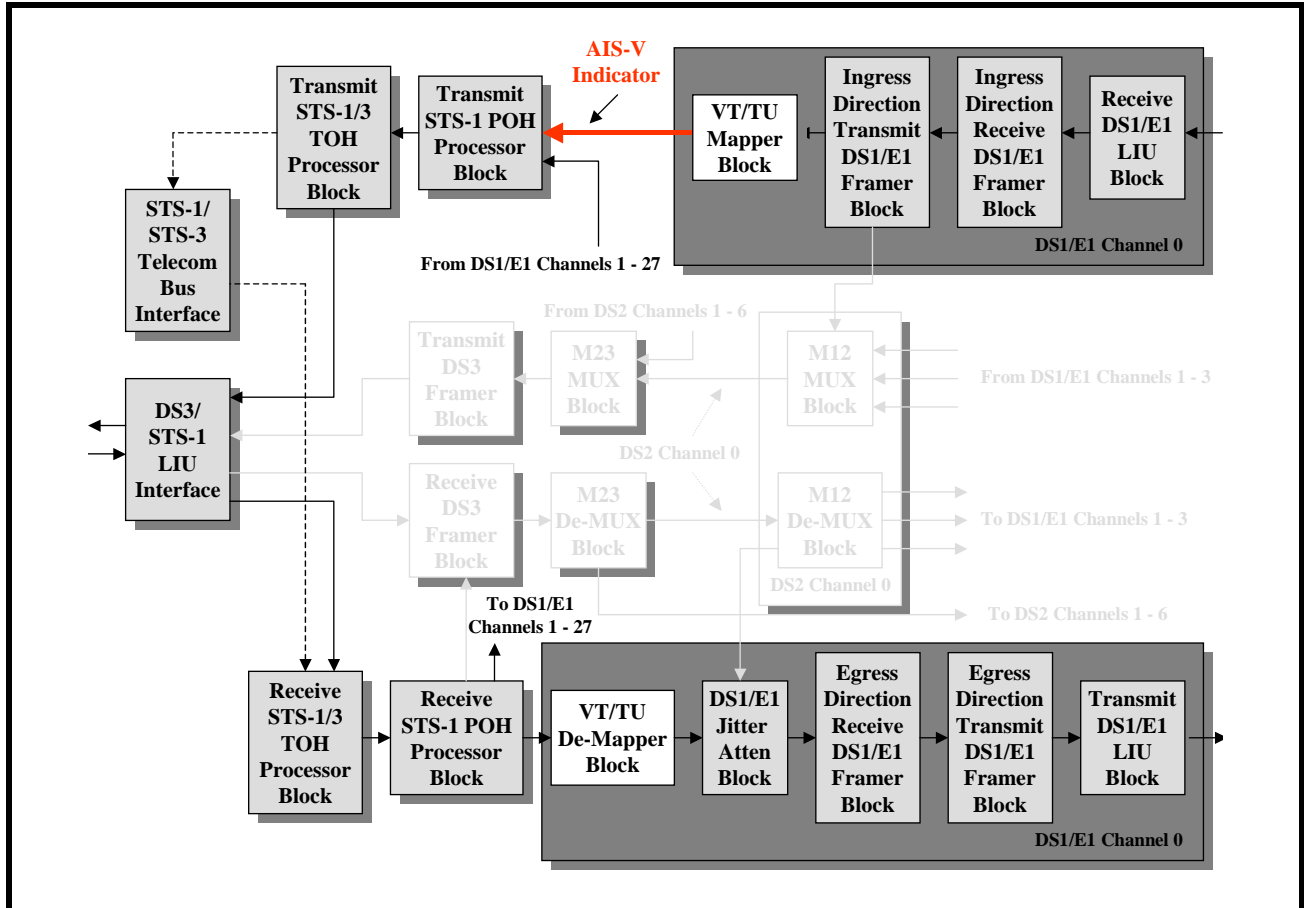 AIS-V
Indicator
Transmit
STS-1/3
TOH
Processor
Block
Transmit
STS-1 POH
Processor
Block
VT/TU
Mapper
Block
Ingress
Direction
Transmit
DS1/E1
Framer
Block
Ingress
Direction
Receive
DS1/E1
Framer
Block
Receive
DS1/E1
LIU
Block
DS1/E1 Channel 0
STS-1/
STS-3
Telecom
Bus
Interface
From DS1/E1 Channels 1 - 27
From DS2 Channels 1 - 6
Transmit
DS3
Framer
Block
M23
MUX
Block
M12
MUX
Block
From DS1/E1 Channels 1 - 3
DS3/
STS-1
LIU
Interface
DS2 Channel 0
Receive
DS3
Framer
Block
M23
De-MUX
Block
M12
De-MUX
Block
To DS1/E1 Channels 1 - 3
DS2 Channel 0
To DS1/E1
Channels 1 - 27
To DS2 Channels 1 - 6
Receive
STS-1/3
TOH
Processor
Block
Receive
STS-1 POH
Processor
Block
VT/TU
De-Mapper
Block
DS1/E1
Jitter
Atten
Block
Egress
Direction
Receive
DS1/E1
Framer
Block
Egress
Direction
Transmit
DS1/E1
Framer
Block
Transmit
DS1/E1
LIU
Block
DS1/E1 Channel 0